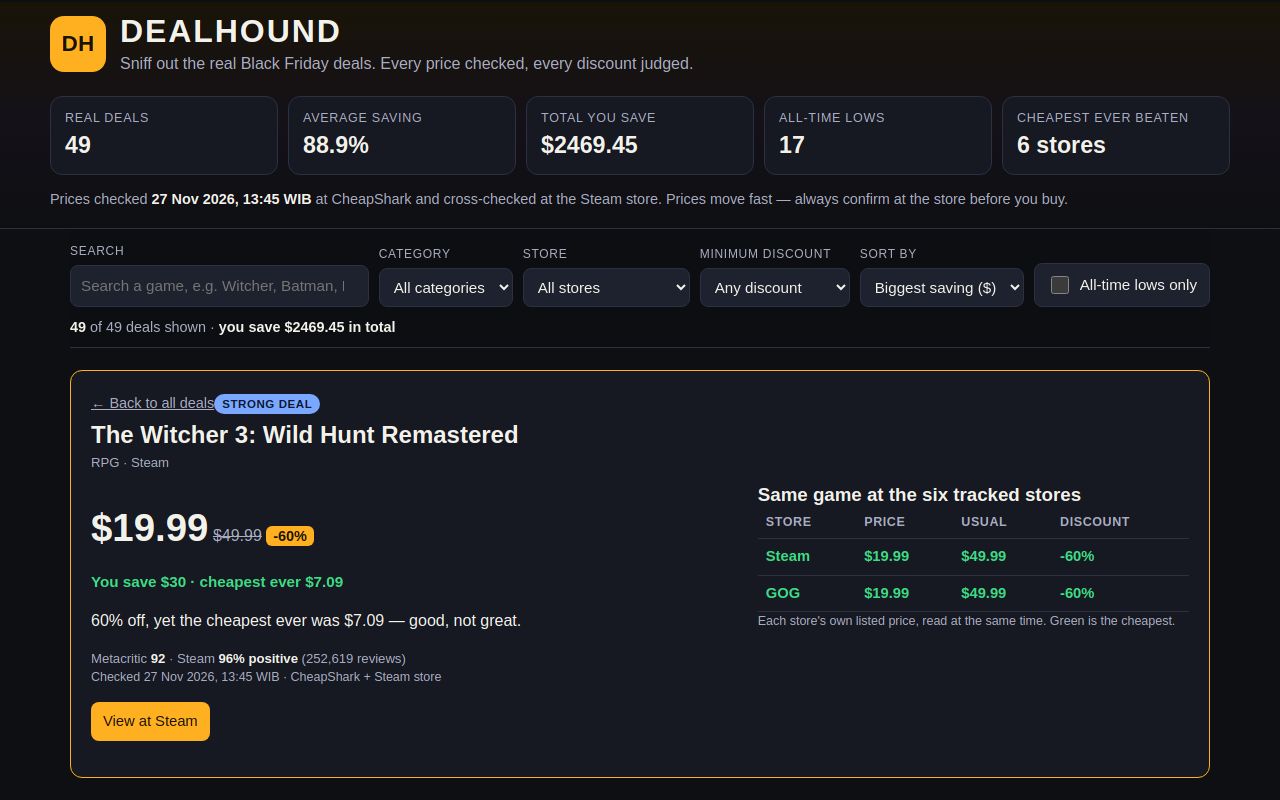 DH
DEALHOUND
Sniff out the real Black Friday deals. Every price checked, every discount judged.
REAL DEALS
49
AVERAGE SAVING
88.9%
TOTAL YOU SAVE
$2469.45
ALL-TIME LOWS
17
CHEAPEST EVER BEATEN
6 stores
Prices checked 27 Nov 2026, 13:45 WIB at CheapShark and cross-checked at the Steam store. Prices move fast — always confirm at the store before you buy.
SEARCH
Search a game, e.g. Witcher, Batman,
CATEGORY
All categories
STORE
All stores
MINIMUM DISCOUNT
Any discount
SORT BY
Biggest saving ($)
All-time lows only
49 of 49 deals shown · you save $2469.45 in total
← Back to all deals STRONG DEAL
The Witcher 3: Wild Hunt Remastered
RPG · Steam
$19.99 $49.99 -60%
You save $30 · cheapest ever $7.09
60% off, yet the cheapest ever was $7.09 — good, not great.
Metacritic 92 · Steam 96% positive (252,619 reviews)
Checked 27 Nov 2026, 13:45 WIB · CheapShark + Steam store
View at Steam
Same game at the six tracked stores
STORE PRICE USUAL DISCOUNT
Steam $19.99 $49.99 -60%
GOG $19.99 $49.99 -60%
Each store's own listed price, read at the same time. Green is the cheapest.